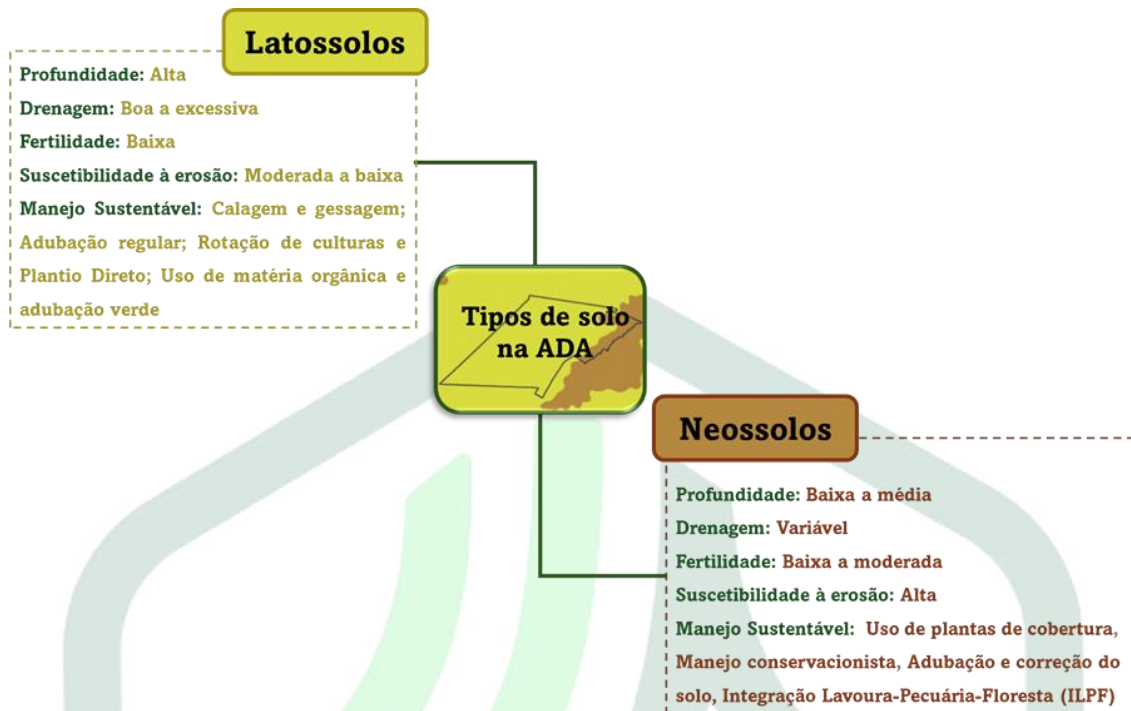 Latossolos
Profundidade: Alta
Drenagem: Boa a excessiva
Fertilidade: Baixa
Suscetibilidade à erosão: Moderada a baixa
Manejo Sustentável: Calagem e gessagem;
Adubação regular; Rotação de culturas e
Plantio Direto; Uso de matéria orgânica e
adubação verde
Tipos de solo
na ADA
Neossolos
Profundidade: Baixa a média
Drenagem: Variável
Fertilidade: Baixa a moderada
Suscetibilidade à erosão: Alta
Manejo Sustentável: Uso de plantas de cobertura,
Manejo conservacionista, Adubação e correção do
solo, Integração Lavoura-Pecuária-Floresta (ILPF)